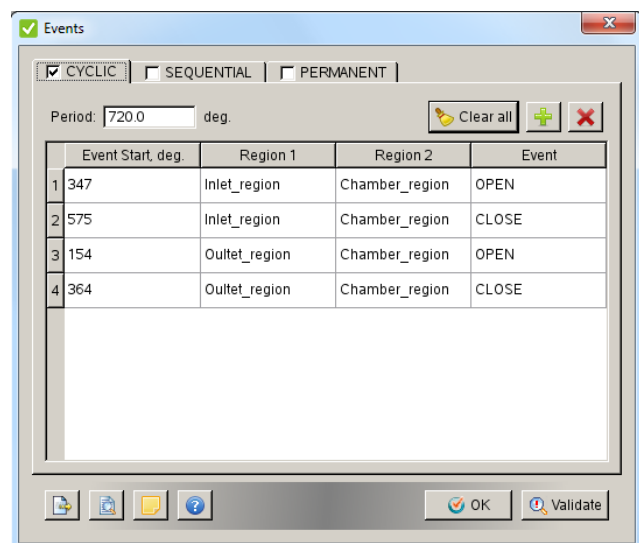 Events
CYCLIC SEQUENTIAL PERMANENT
Period: 720.0 deg. Clear all
Event Start, deg. Region 1 Region 2 Event
1 347 Inlet_region Chamber_region OPEN
2 575 Inlet_region Chamber_region CLOSE
3 154 Oultet_region Chamber_region OPEN
4 364 Oultet_region Chamber_region CLOSE
OK Validate